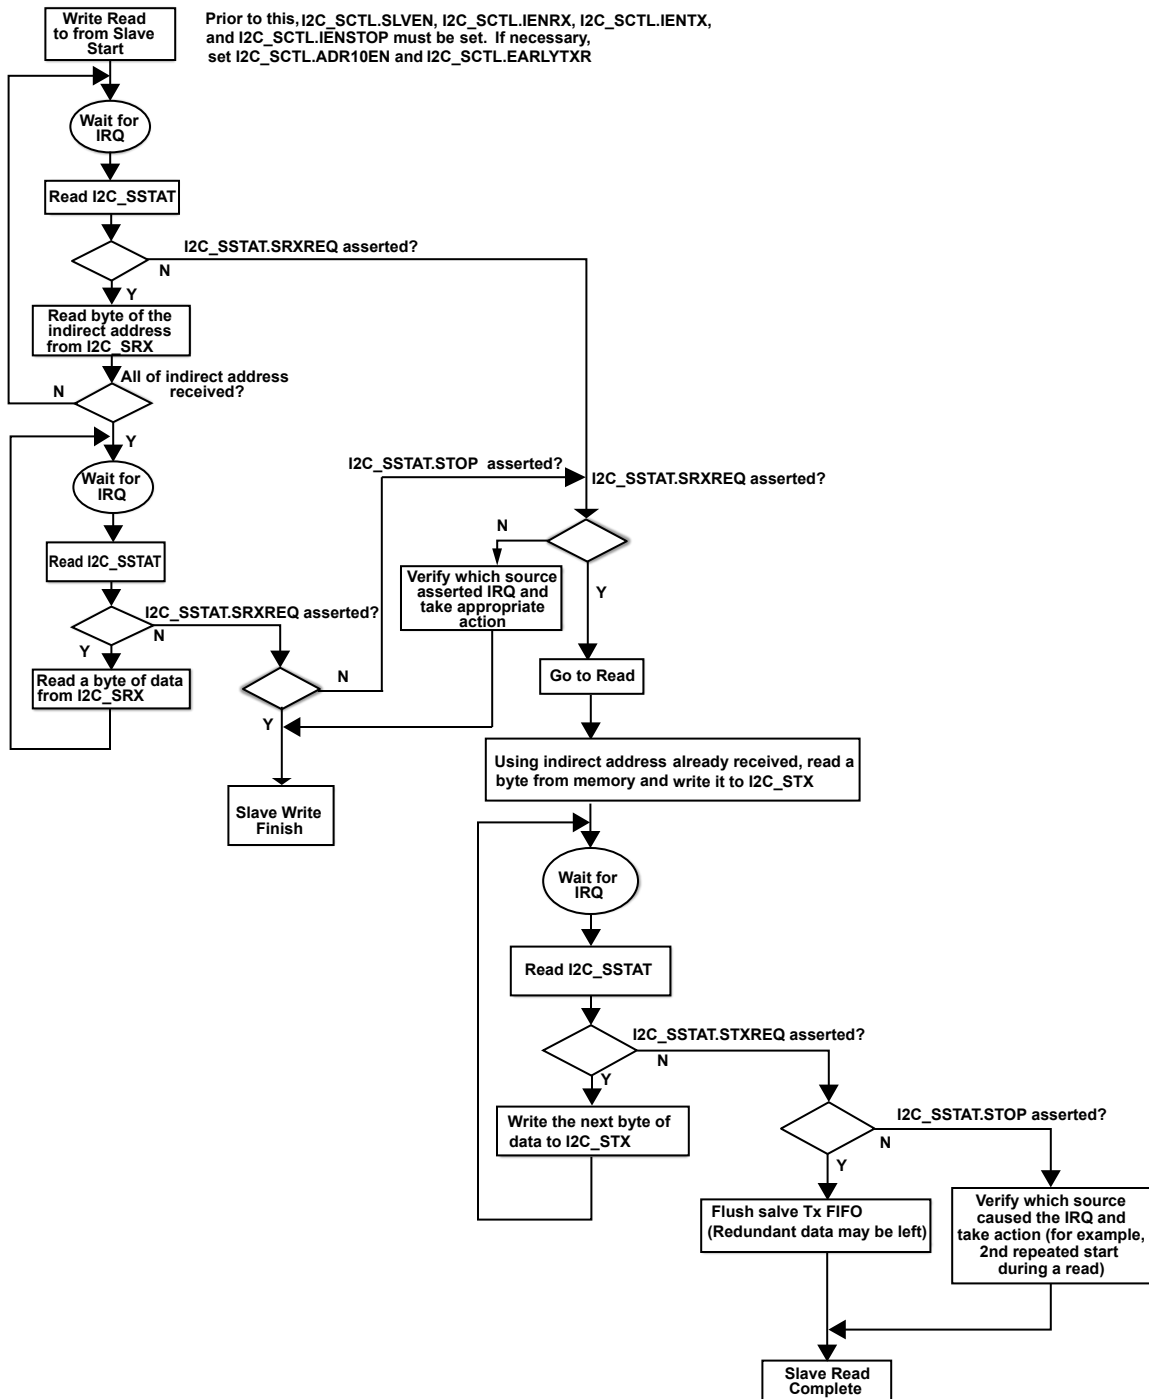 Write Read
to from Slave
Start
Prior to this, I2C_SCTL.SLVEN, I2C_SCTL.IENRX, I2C_SCTL.IENTX,
and I2C_SCTL.IENSTOP must be set. If necessary,
set I2C_SCTL.ADR10EN and I2C_SCTL.EARLYTXR
Wait for
IRQ
Read I2C_SSTAT
I2C_SSTAT.SRXREQ asserted?
N
Y
Read byte of the
indirect address
from I2C_SRX
All of indirect address
received?
N
Y
Wait for
IRQ
Read I2C_SSTAT
I2C_SSTAT.SRXREQ asserted?
N
Y
Read a byte of data
from I2C_SRX
I2C_SSTAT.STOP asserted?
N
Y
Slave Write
Finish
I2C_SSTAT.SRXREQ asserted?
N
Y
Verify which source
asserted IRQ and
take appropriate
action
Go to Read
Using indirect address already received, read a
byte from memory and write it to I2C_STX
Wait for
IRQ
Read I2C_SSTAT
I2C_SSTAT.STXREQ asserted?
N
Y
Write the next byte of
data to I2C_STX
I2C_SSTAT.STOP asserted?
N
Y
Flush salve Tx FIFO
(Redundant data may be left)
Verify which source
caused the IRQ and
take action (for example,
2nd repeated start
during a read)
Slave Read
Complete